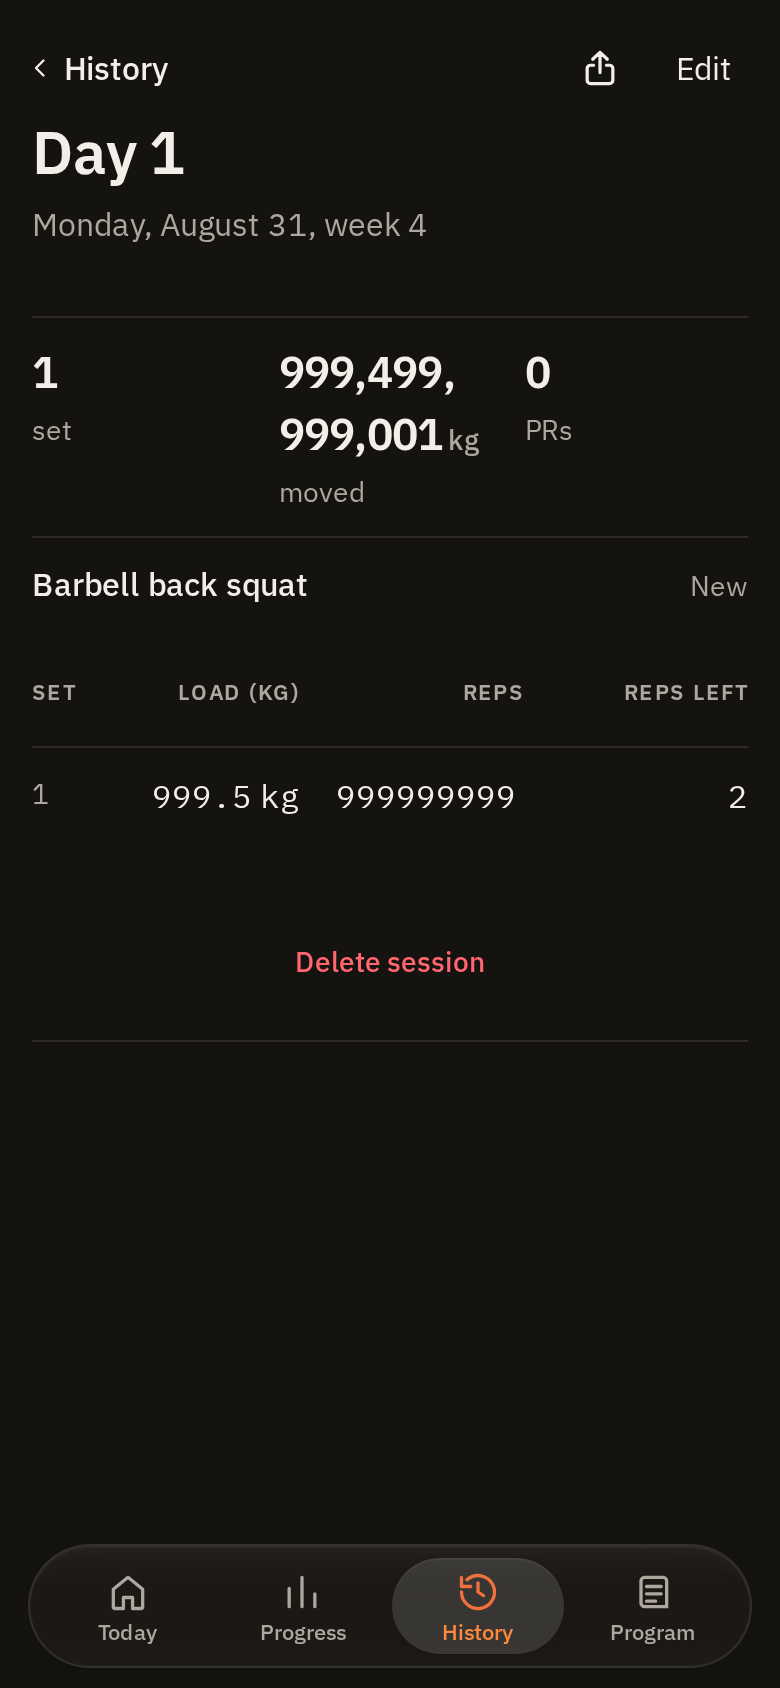 History
Edit
Day 1
Monday, August 31, week 4
1
set
999,499,
999,001 kg
moved
0
PRs
Barbell back squat
New
SET LOAD (KG) REPS REPS LEFT
1 999.5 kg 999999999 2
Delete session
Today Progress History Program